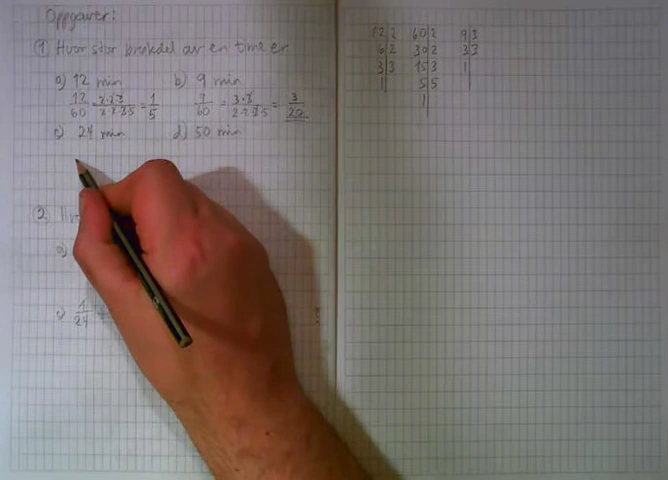 Oppgaver:
① Hvor stor brøkdel av en time er
a) 12 min b) 9 min
12/60 = 2·2·3/2·2·3·5 = 1/5 9/60 = 3·3/2·2·3·5 = 3/20
c) 24 min d) 50 min
②
a)
c) 1/24
12|2 60|2 9|3
6|2 30|2 3|3
3|3 15|3 1|
1| 5|5
1|